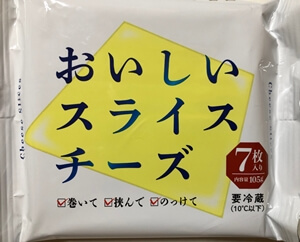 おいしい
スライス
チーズ
☑巻いて ☑挟んで ☑のっけて
7枚
入り
内容量105g
要冷蔵
(10℃以下)
Cheese Slices